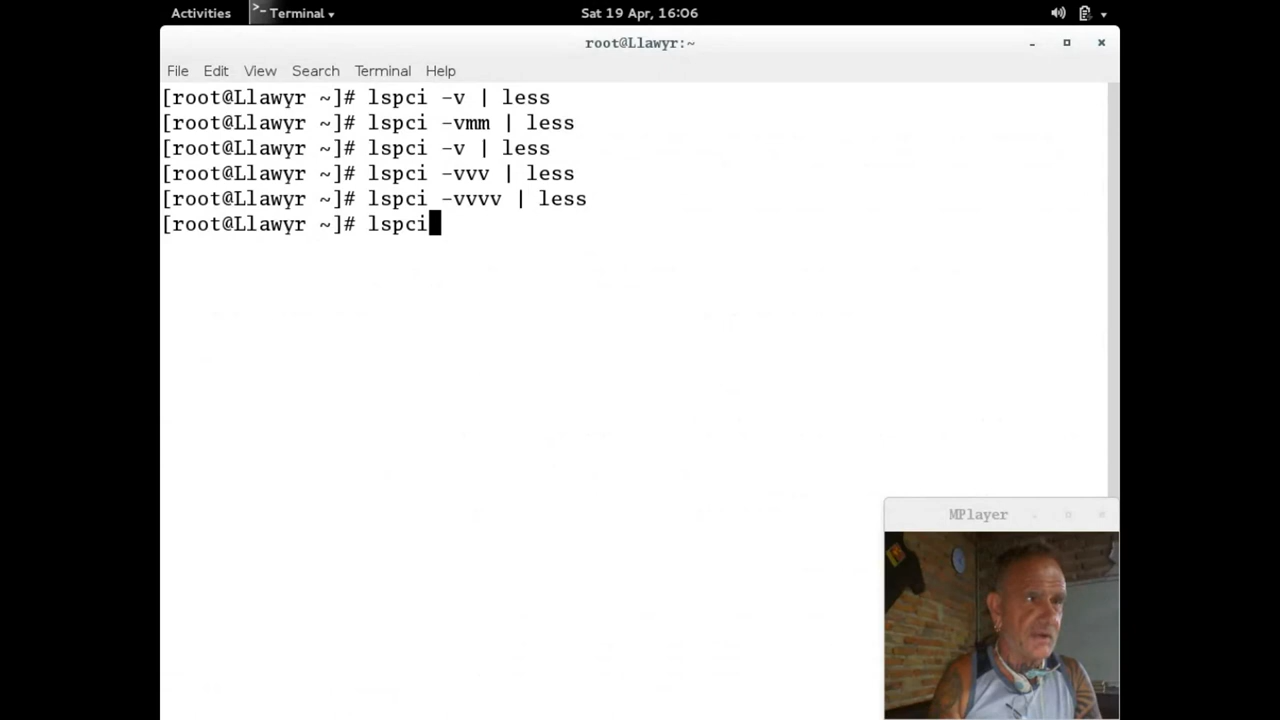 Activities Terminal Sat 19 Apr, 16:06
root@Llawyr:~
File Edit View Search Terminal Help
[root@Llawyr ~]# lspci -v | less
[root@Llawyr ~]# lspci -vmm | less
[root@Llawyr ~]# lspci -v | less
[root@Llawyr ~]# lspci -vvv | less
[root@Llawyr ~]# lspci -vvvv | less
[root@Llawyr ~]# lspci
MPlayer